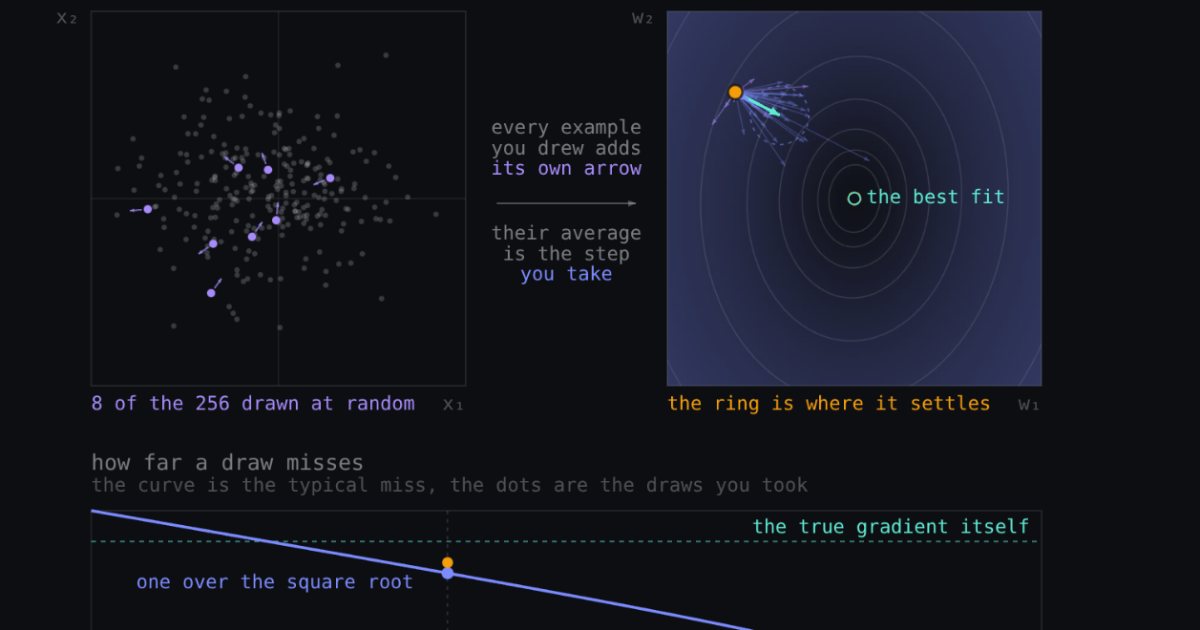 x₂
w₂
every example
you drew adds
its own arrow
their average
is the step
you take
the best fit
8 of the 256 drawn at random
x₁
the ring is where it settles
w₁
how far a draw misses
the curve is the typical miss, the dots are the draws you took
the true gradient itself
one over the square root